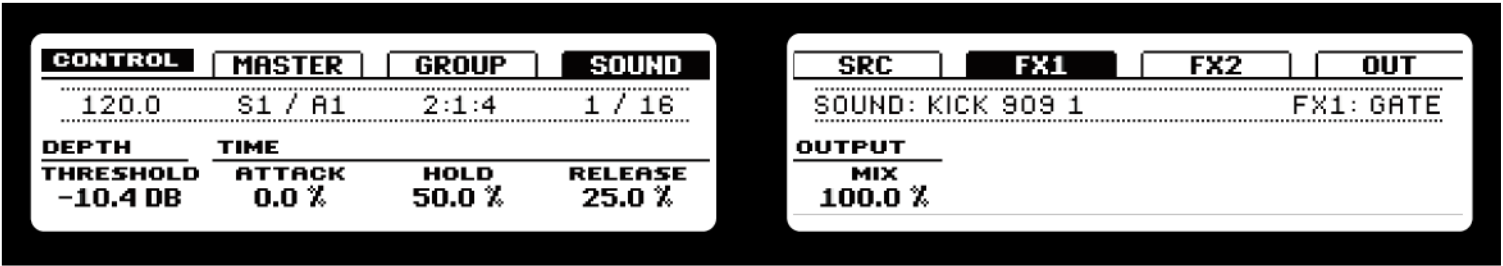 CONTROL MASTER GROUP SOUND
120.0 S1 / A1 2:1:4 1 / 16
DEPTH TIME
THRESHOLD ATTACK HOLD RELEASE
-10.4 DB 0.0 % 50.0 % 25.0 %
SRC FX1 FX2 OUT
SOUND: KICK 909 1 FX1: GATE
OUTPUT
MIX
100.0 %